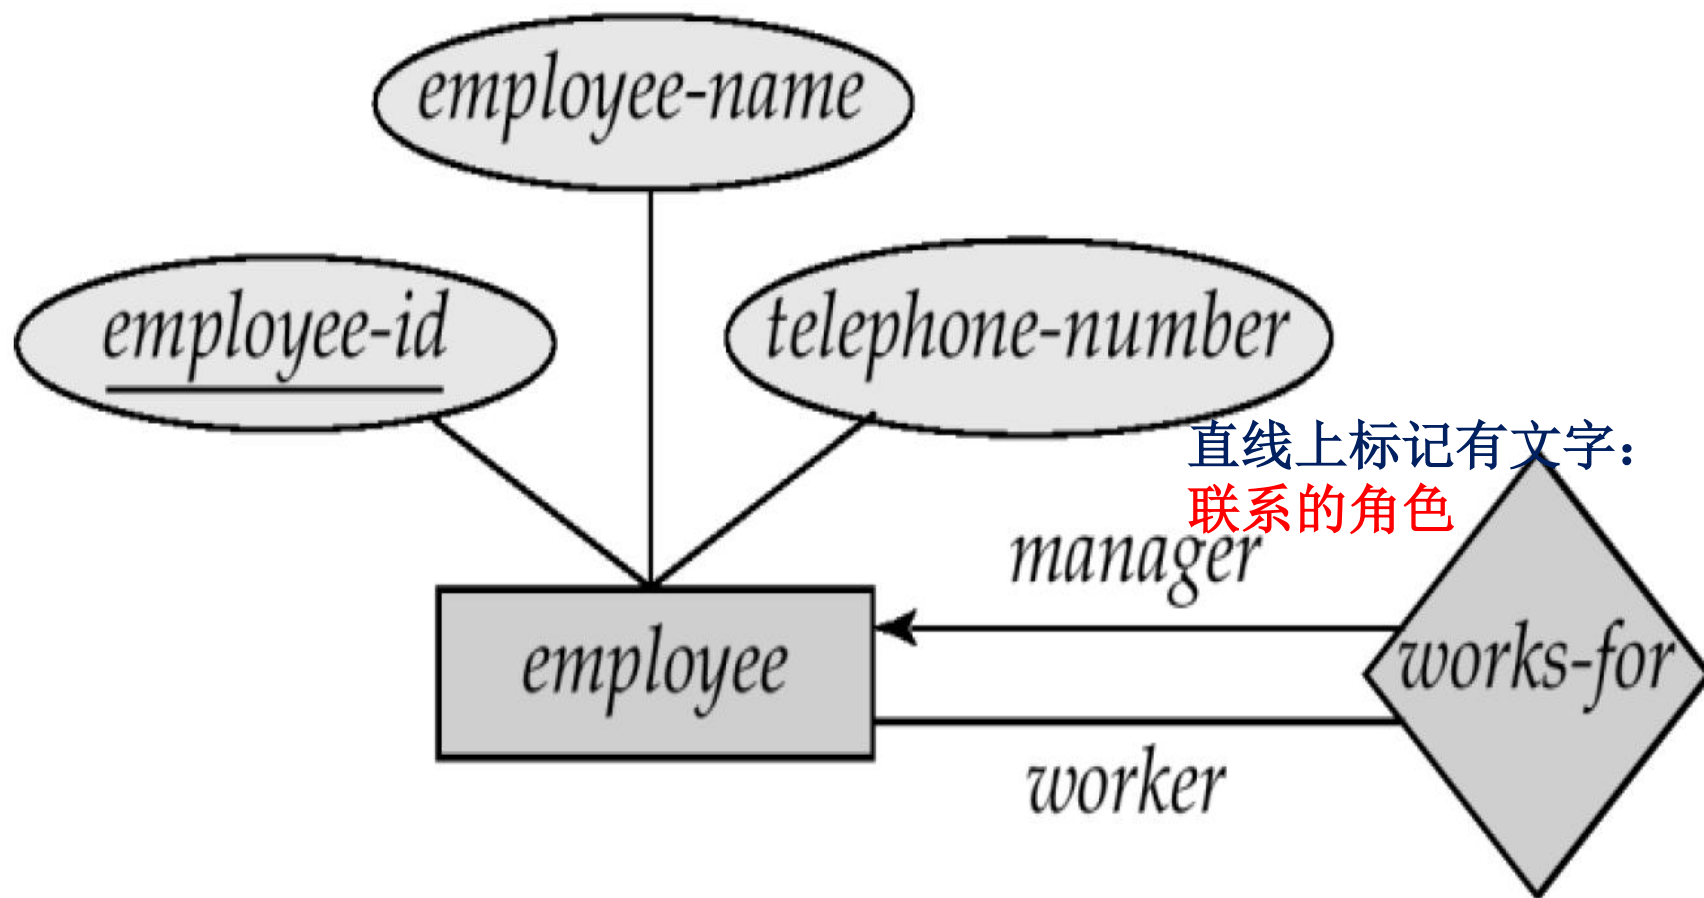 employee-name
employee-id
telephone-number
直线上标记有文字：
联系的角色
manager
employee
works-for
worker